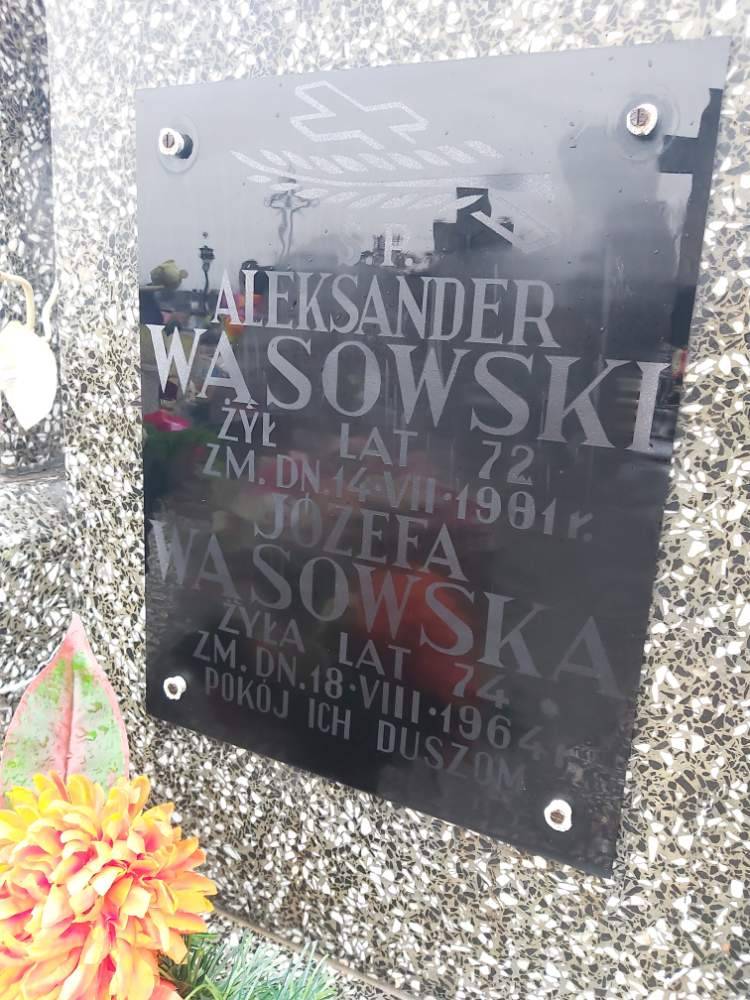 Ś.P.
ALEKSANDER
WĄSOWSKI
ŻYŁ LAT 72
ZM. DN. 14·VII·1981 r.
JÓZEFA
WĄSOWSKA
ŻYŁA LAT 74
ZM. DN. 18·VIII·1964 r.
POKÓJ ICH DUSZOM